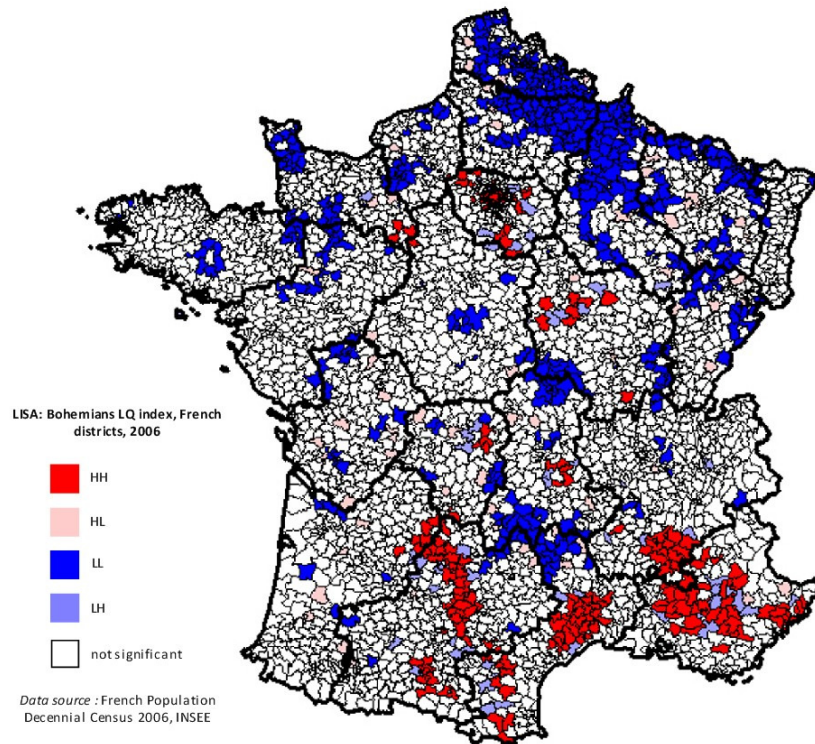 LISA: Bohemians LQ index, French
districts, 2006
HH
HL
LL
LH
not significant
Data source : French Population
Decennial Census 2006, INSEE